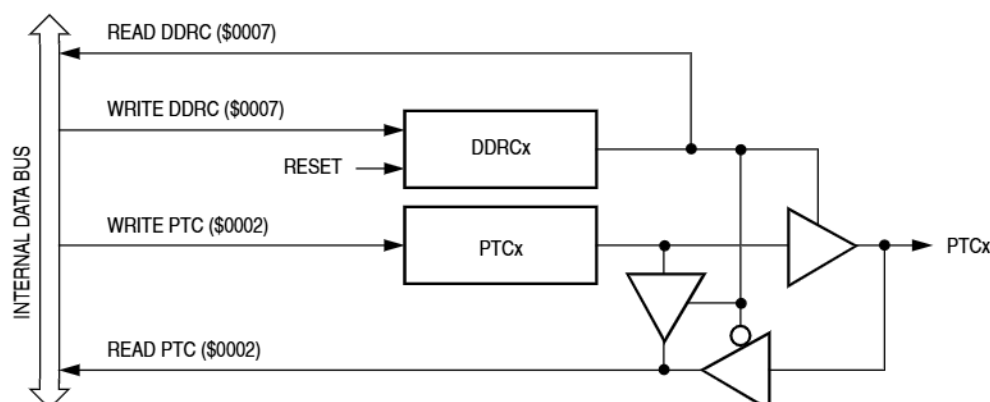 READ DDRC ($0007)
WRITE DDRC ($0007)
DDRCx
RESET
WRITE PTC ($0002)
PTCx
PTCx
READ PTC ($0002)
INTERNAL DATA BUS